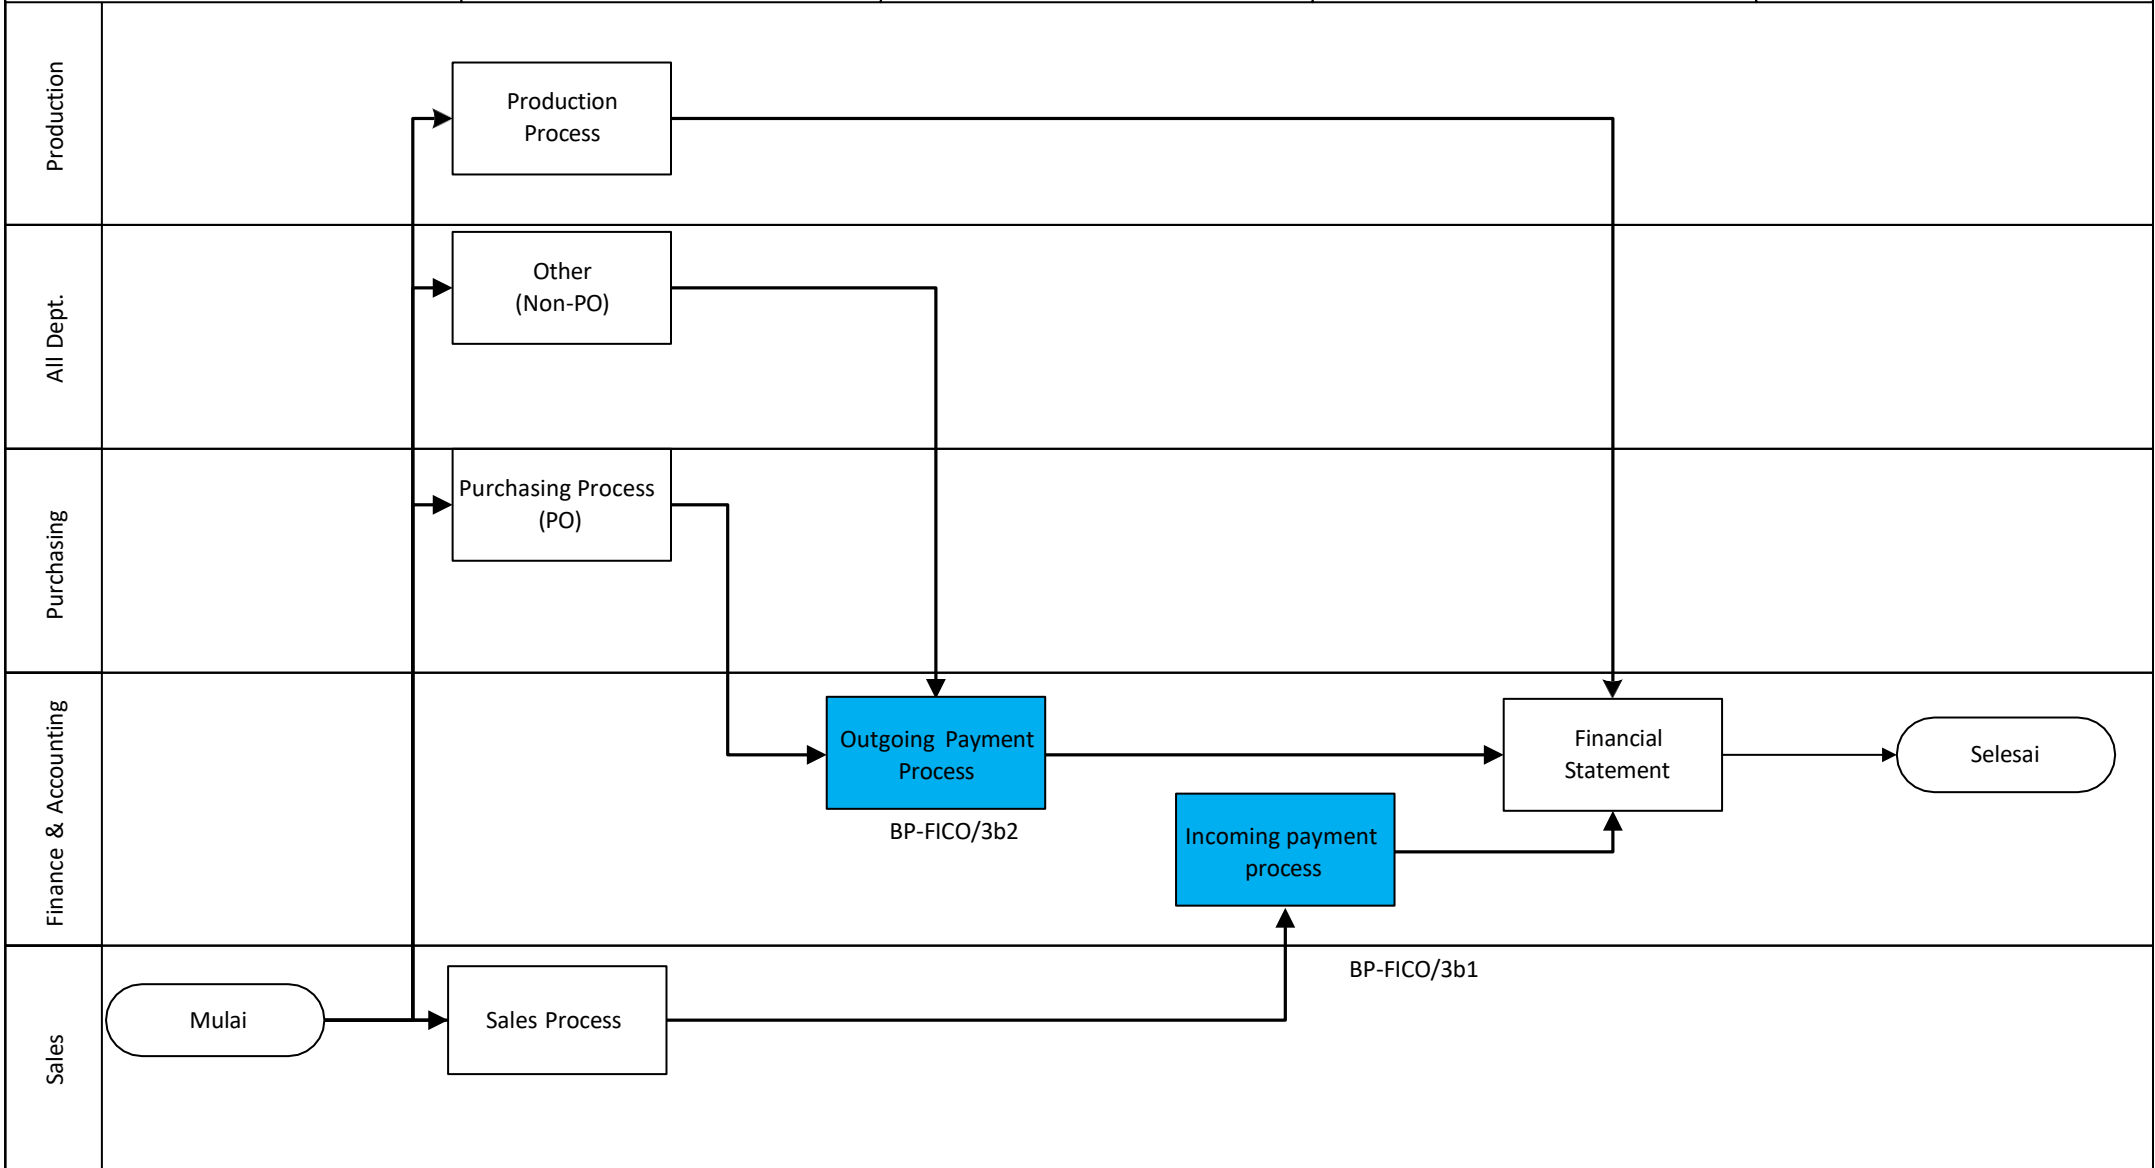 Production
Production
Process
All Dept.
Other
(Non-PO)
Purchasing
Purchasing Process
(PO)
Finance & Accounting
Outgoing Payment
Process
BP-FICO/3b2
Incoming payment
process
Financial
Statement
Selesai
Sales
Mulai
Sales Process
BP-FICO/3b1